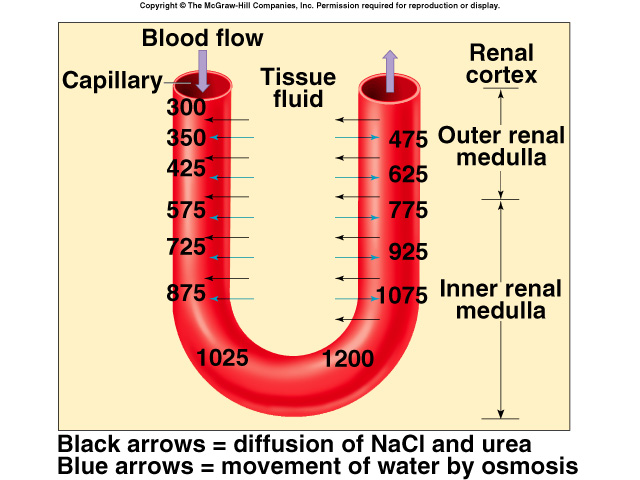 Copyright © The McGraw-Hill Companies, Inc. Permission required for reproduction or display.
Blood flow
Capillary
Tissue
fluid
Renal
cortex
300
350
425
575
725
875
1025
1200
475
625
775
925
1075
Outer renal
medulla
Inner renal
medulla
Black arrows = diffusion of NaCl and urea
Blue arrows = movement of water by osmosis